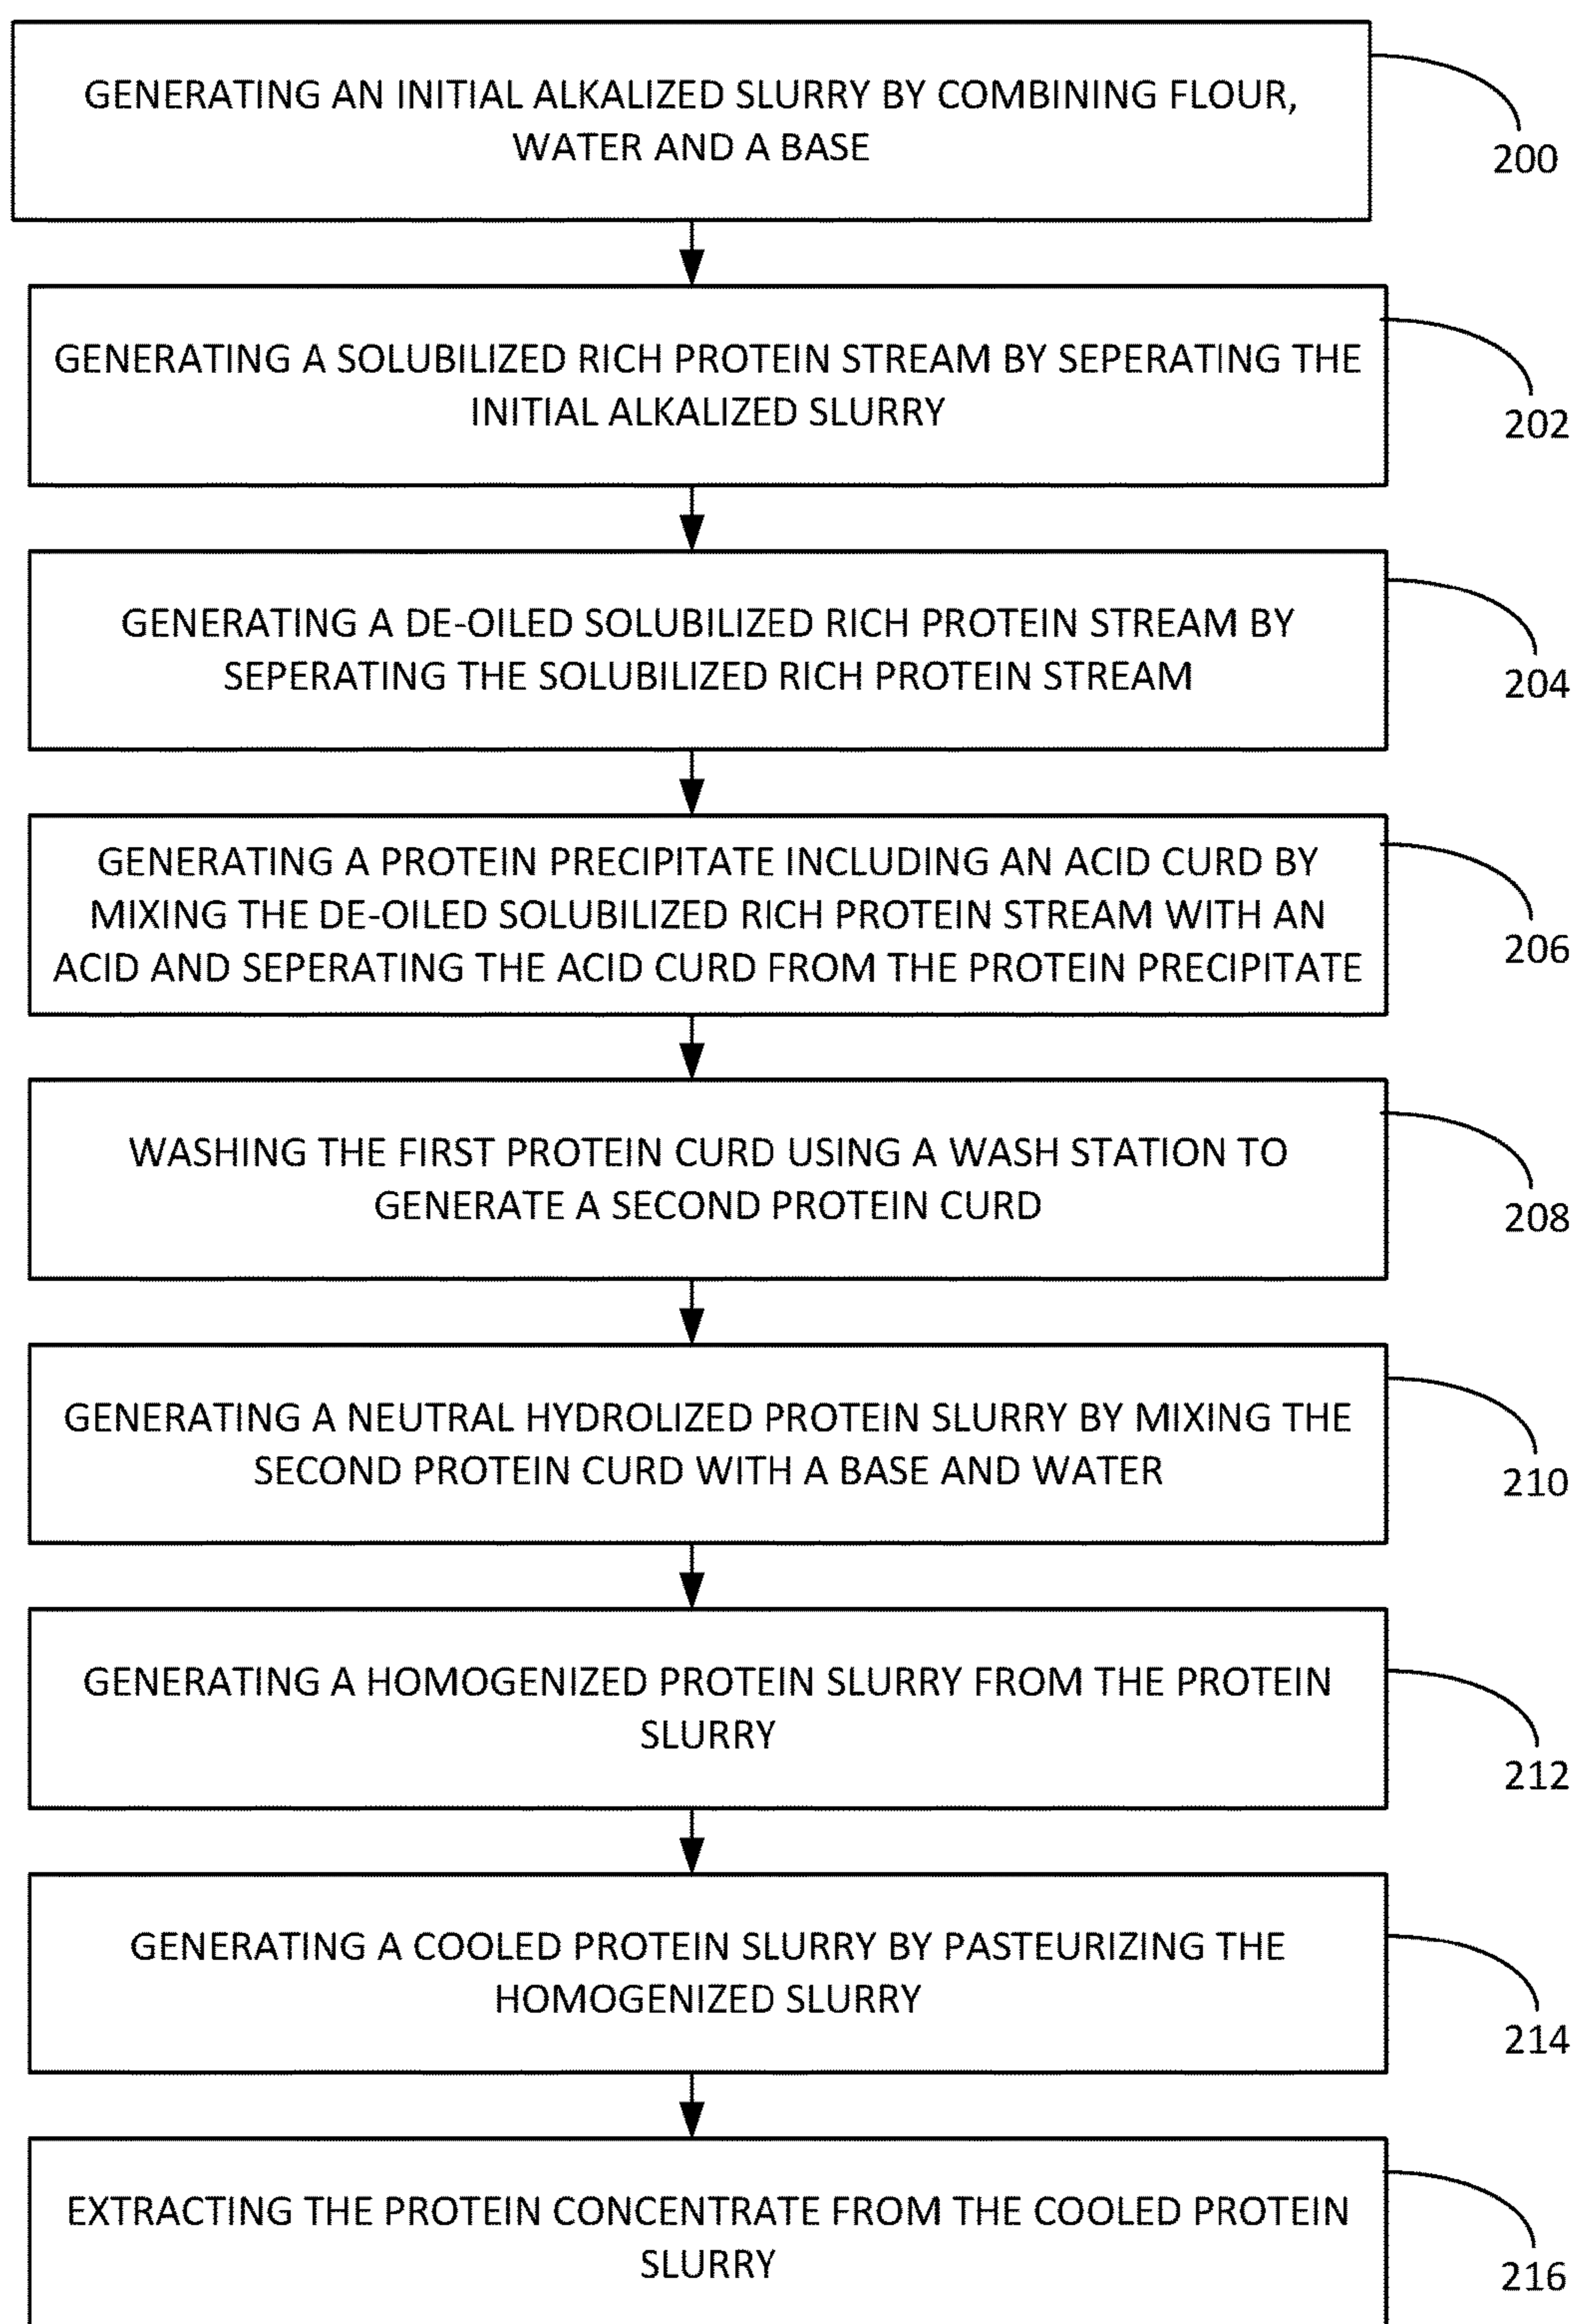 GENERATING AN INITIAL ALKALIZED SLURRY BY COMBINING FLOUR,
WATER AND A BASE
200
GENERATING A SOLUBILIZED RICH PROTEIN STREAM BY SEPERATING THE
INITIAL ALKALIZED SLURRY
202
GENERATING A DE-OILED SOLUBILIZED RICH PROTEIN STREAM BY
SEPERATING THE SOLUBILIZED RICH PROTEIN STREAM
204
GENERATING A PROTEIN PRECIPITATE INCLUDING AN ACID CURD BY
MIXING THE DE-OILED SOLUBILIZED RICH PROTEIN STREAM WITH AN
ACID AND SEPERATING THE ACID CURD FROM THE PROTEIN PRECIPITATE
206
WASHING THE FIRST PROTEIN CURD USING A WASH STATION TO
GENERATE A SECOND PROTEIN CURD
208
GENERATING A NEUTRAL HYDROLIZED PROTEIN SLURRY BY MIXING THE
SECOND PROTEIN CURD WITH A BASE AND WATER
210
GENERATING A HOMOGENIZED PROTEIN SLURRY FROM THE PROTEIN
SLURRY
212
GENERATING A COOLED PROTEIN SLURRY BY PASTEURIZING THE
HOMOGENIZED SLURRY
214
EXTRACTING THE PROTEIN CONCENTRATE FROM THE COOLED PROTEIN
SLURRY
216